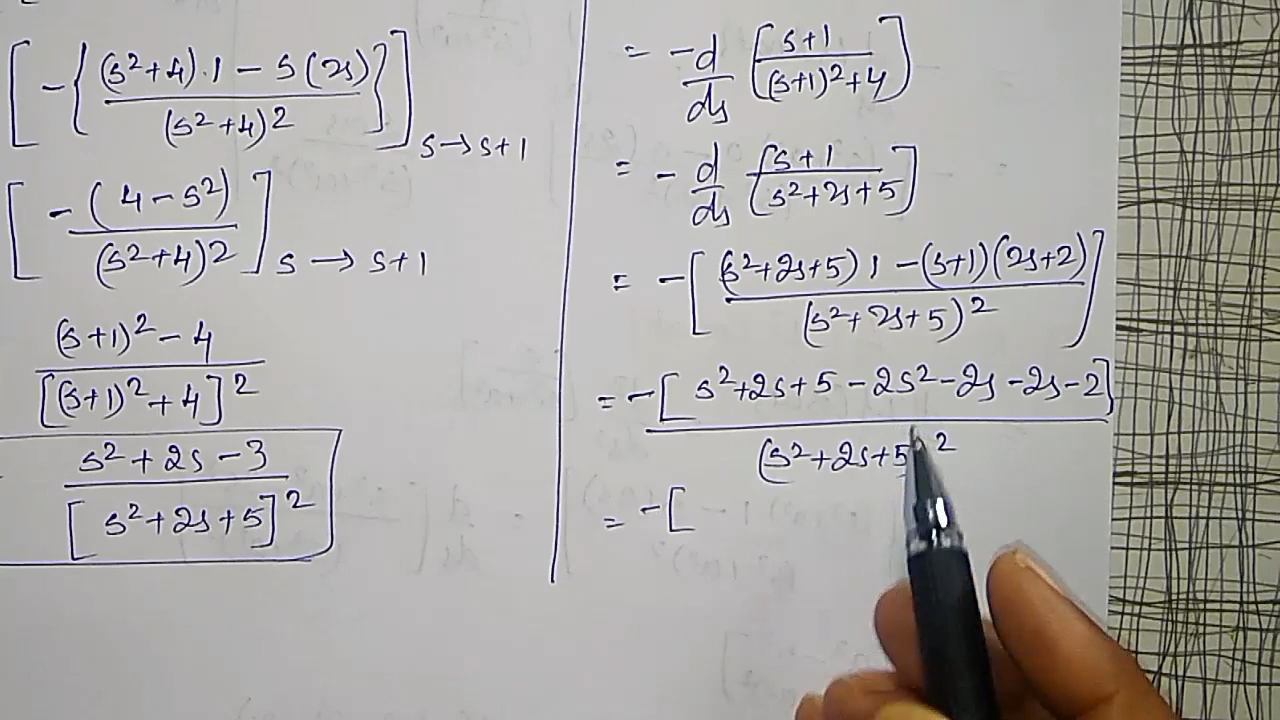 [ -{ (s²+4).1 - s(2s) / (s²+4)² } ] s→s+1
[ -(4-s²) / (s²+4)² ] s → s+1
(s+1)² - 4 / [(s+1)²+4]²
s²+2s-3 / [s²+2s+5]²
= -d/ds [ s+1 / (s+1)²+4 ]
= -d/ds [ s+1 / s²+2s+5 ]
= -[ (s²+2s+5)1 - (s+1)(2s+2) / (s²+2s+5)² ]
= -[ s²+2s+5-2s²-2s-2s-2] / (s²+2s+5)²
= -[